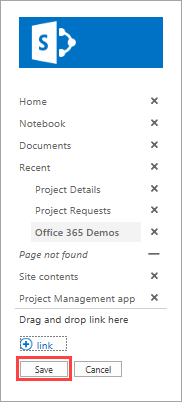 S
Home
Notebook
Documents
Recent
Project Details
Project Requests
Office 365 Demos
Page not found
Site contents
Project Management app
Drag and drop link here
link
Save Cancel